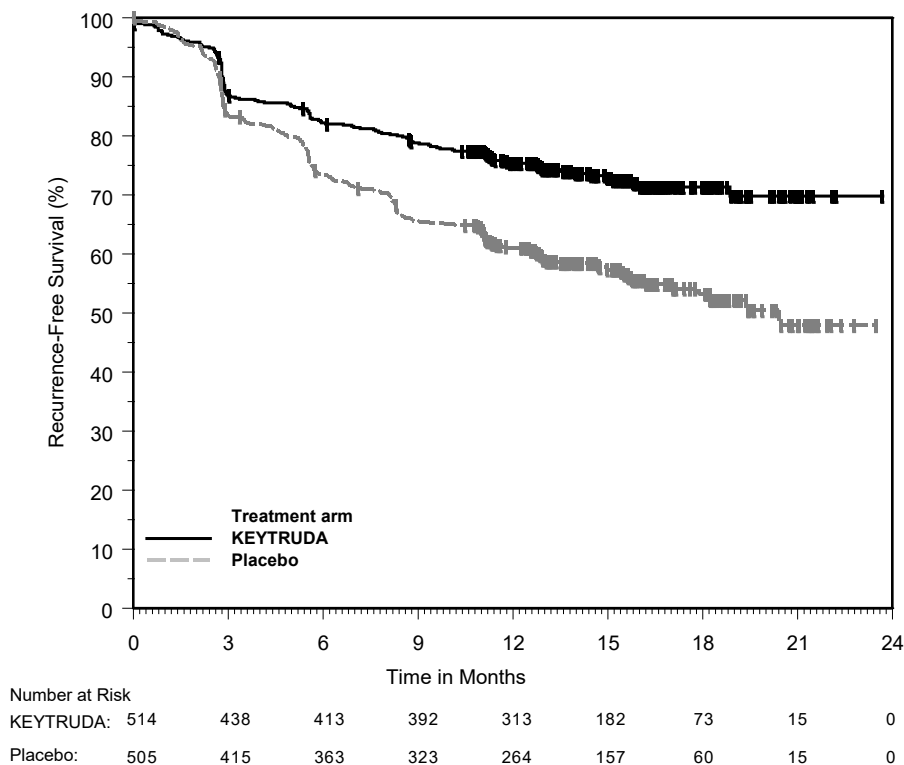 100
90
80
70
60
50
40
30
20
10
0
Recurrence-Free Survival (%)
Treatment arm
KEYTRUDA
Placebo
0 3 6 9 12 15 18 21 24
Time in Months
Number at Risk
KEYTRUDA: 514 438 413 392 313 182 73 15 0
Placebo: 505 415 363 323 264 157 60 15 0